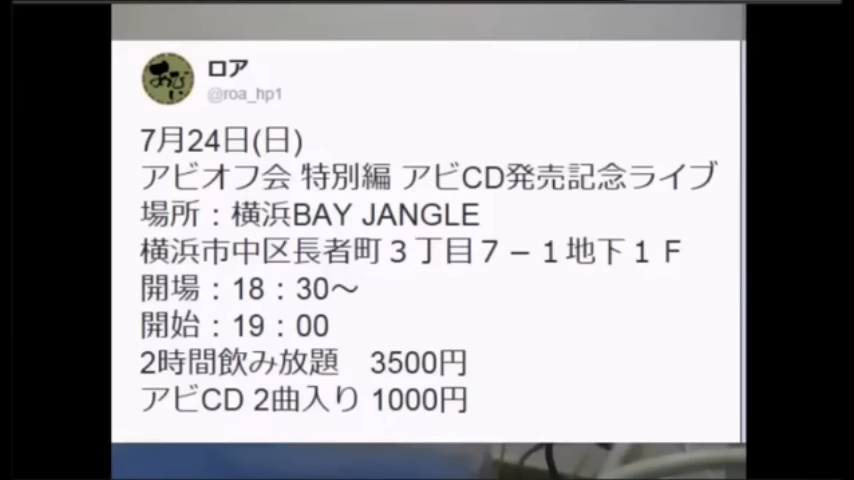 ロア
@roa_hp1
7月24日(日)
アビオフ会 特別編 アビCD発売記念ライブ
場所：横浜BAY JANGLE
横浜市中区長者町３丁目７－１地下１Ｆ
開場：18：30～
開始：19：00
2時間飲み放題　3500円
アビCD 2曲入り 1000円